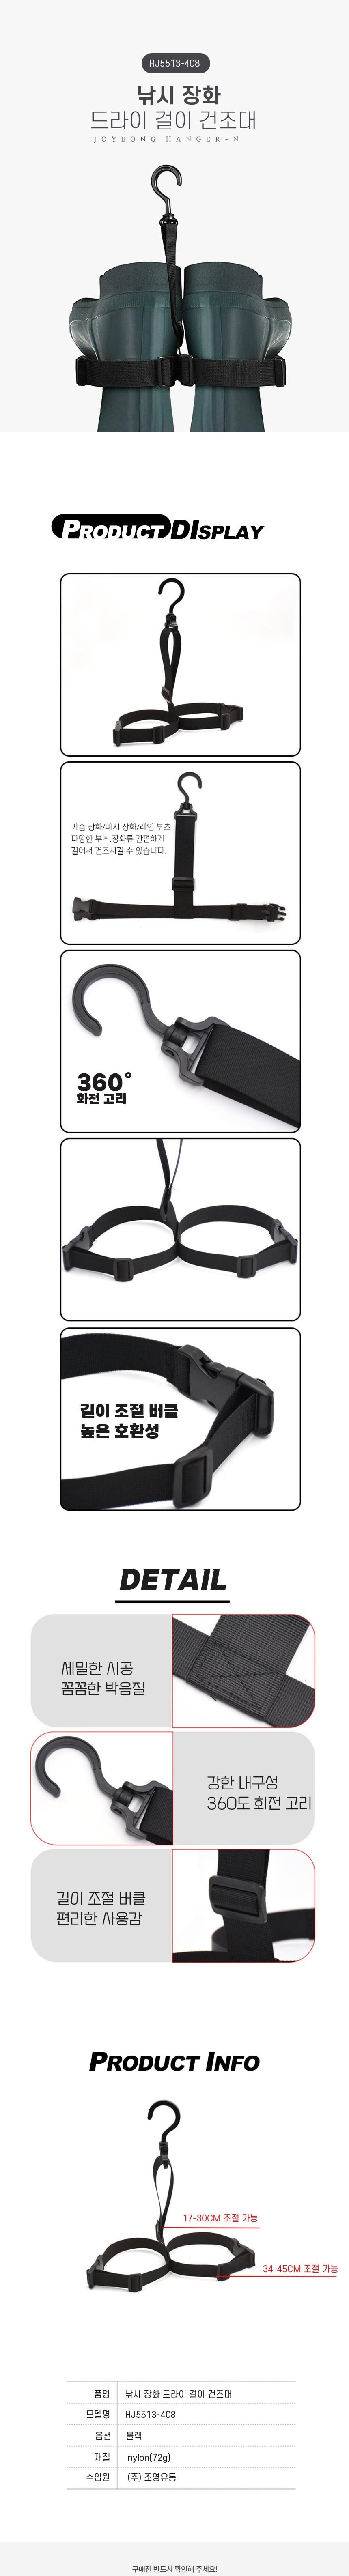 HJ5513-408
낚시 장화
드라이 걸이 건조대
JOYEONG HANGER-N
PRODUCT DISPLAY
가슴 장화/바지 장화/레인 부츠
다양한 부츠,장화류 간편하게
걸어서 건조시킬 수 있습니다.
360°
화전 고리
길이 조절 버클
높은 호환성
DETAIL
세밀한 시공
꼼꼼한 박음질
강한 내구성
360도 회전 고리
길이 조절 버클
편리한 사용감
PRODUCT INFO
17-30CM 조절 가능
34-45CM 조절 가능
품명 낚시 장화 드라이 걸이 건조대
모델명 HJ5513-408
옵션 블랙
재질 nylon(72g)
수입원 (주) 조영유통
구매전 반드시 확인해 주세요!